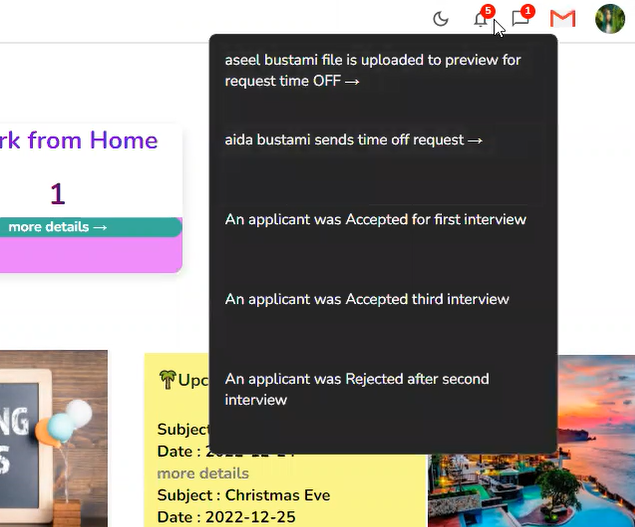 5
1
aseel bustami file is uploaded to preview for
request time OFF →
aida bustami sends time off request →
An applicant was Accepted for first interview
An applicant was Accepted third interview
An applicant was Rejected after second
interview
rk from Home
1
more details →
NG
S
Upc
Subject
Date : 2022-12-24
more details
Subject : Christmas Eve
Date : 2022-12-25